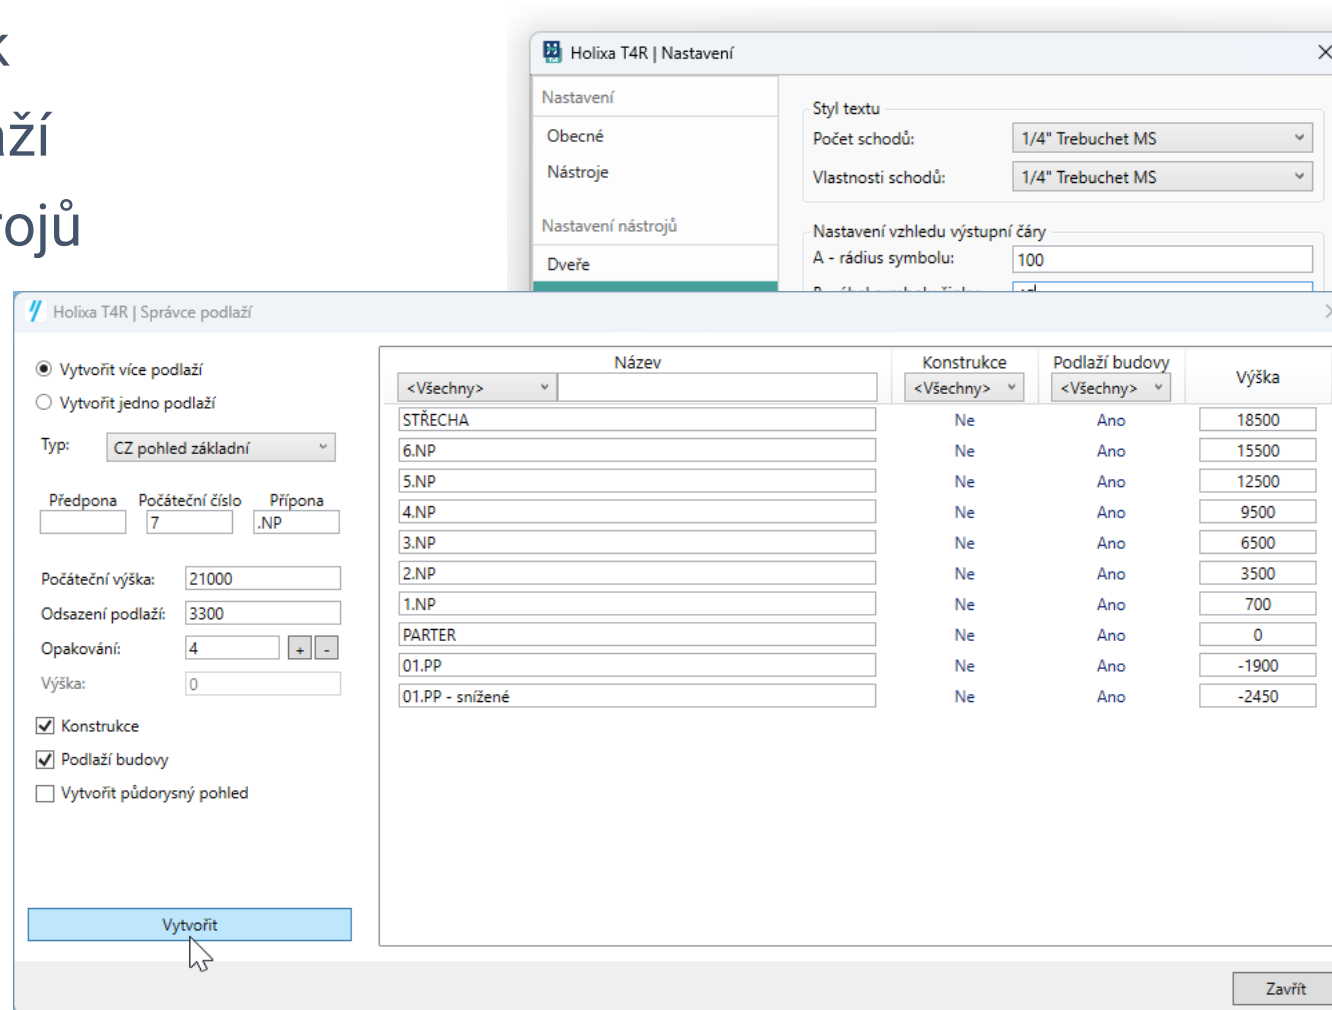 Holixa T4R | Nastavení
Nastavení
Obecné
Nástroje
Nastavení nástrojů
Dveře
Styl textu
Počet schodů: 1/4" Trebuchet MS
Vlastnosti schodů: 1/4" Trebuchet MS
Nastavení vzhledu výstupní čáry
A - rádius symbolu: 100
Holixa T4R | Správce podlaží
Vytvořit více podlaží
Vytvořit jedno podlaží
Typ: CZ pohled základní
Předpona Počáteční číslo Přípona
7 .NP
Počáteční výška: 21000
Odsazení podlaží: 3300
Opakování: 4 + -
Výška: 0
Konstrukce
Podlaží budovy
Vytvořit půdorysný pohled
Vytvořit
Název Konstrukce Podlaží budovy Výška
<Všechny> <Všechny> <Všechny>
STŘECHA Ne Ano 18500
6.NP Ne Ano 15500
5.NP Ne Ano 12500
4.NP Ne Ano 9500
3.NP Ne Ano 6500
2.NP Ne Ano 3500
1.NP Ne Ano 700
PARTER Ne Ano 0
01.PP Ne Ano -1900
01.PP - snížené Ne Ano -2450
Zavřít